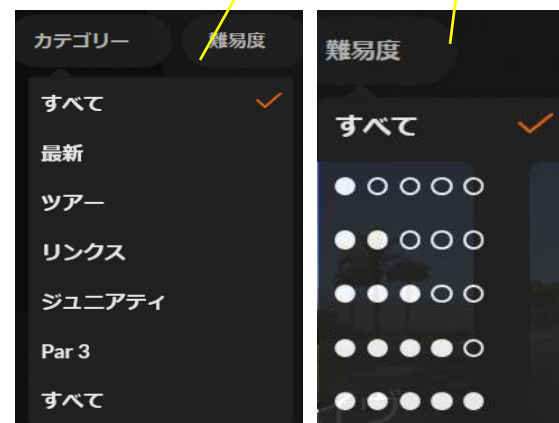 カテゴリー
難易度
すべて
最新
ツアー
リンクス
ジュニアティ
Par 3
すべて
難易度
すべて